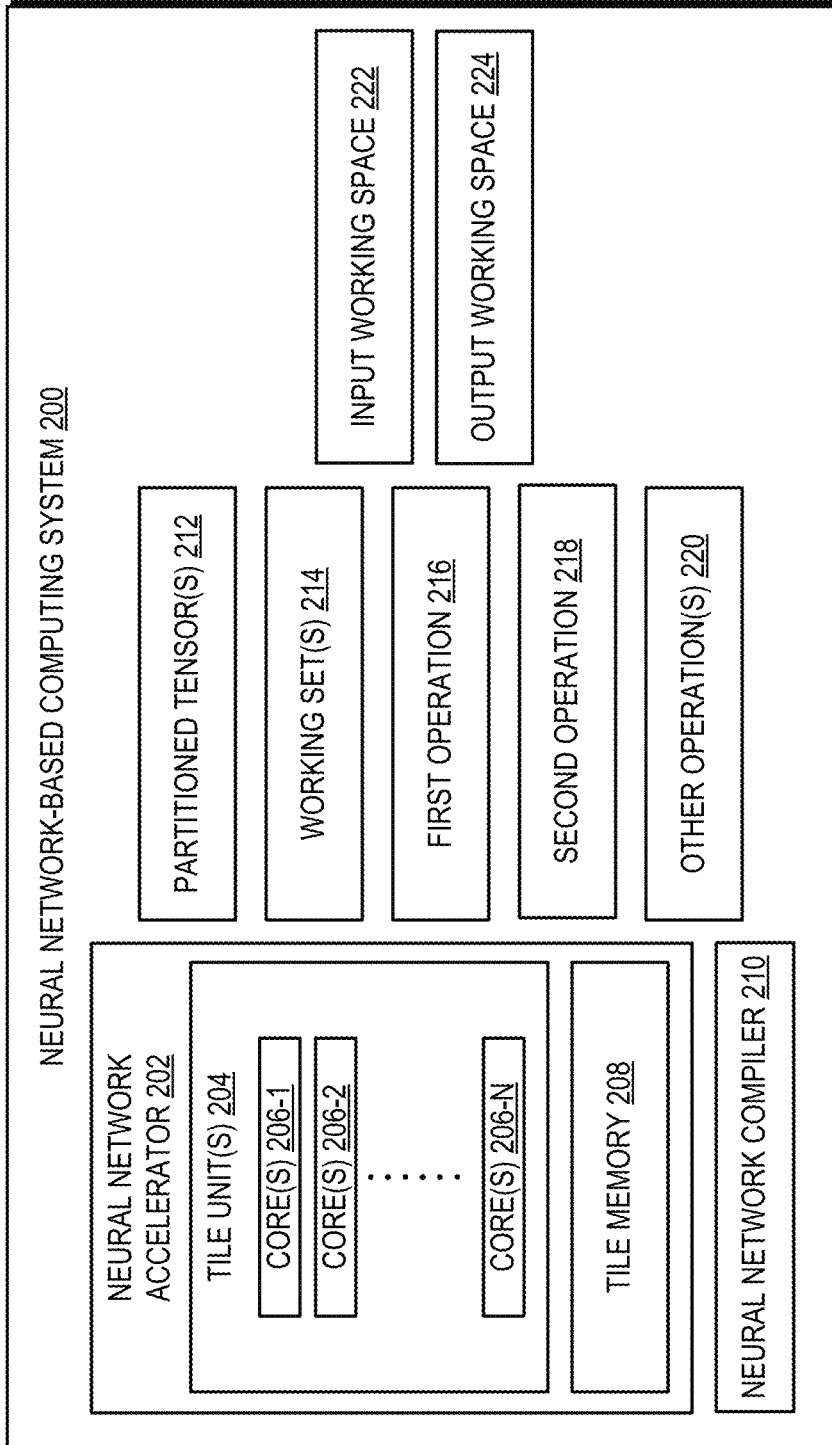 NEURAL NETWORK-BASED COMPUTING SYSTEM 200
NEURAL NETWORK
ACCELERATOR 202
TILE UNIT(S) 204
CORE(S) 206-1
CORE(S) 206-2
......
CORE(S) 206-N
TILE MEMORY 208
NEURAL NETWORK COMPILER 210
PARTITIONED TENSOR(S) 212
WORKING SET(S) 214
FIRST OPERATION 216
SECOND OPERATION 218
OTHER OPERATION(S) 220
INPUT WORKING SPACE 222
OUTPUT WORKING SPACE 224